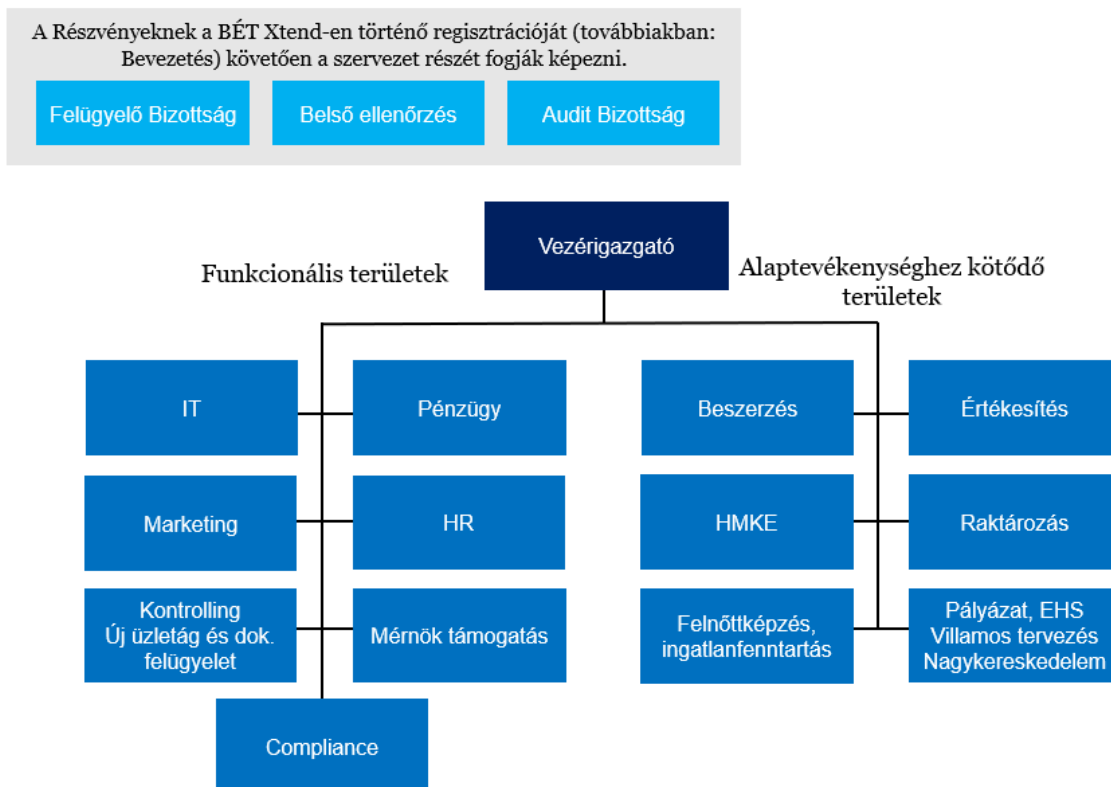 A Részvényeknek a BÉT Xtend-en történő regisztrációját (továbbiakban:
Bevezetés) követően a szervezet részét fogják képezni.
Felügyelő Bizottság
Belső ellenőrzés
Audit Bizottság
Vezérigazgató
Funkcionális területek
Alaptevékenységhez kötődő
területek
IT
Pénzügy
Beszerzés
Értékesítés
Marketing
HR
HMKE
Raktározás
Kontrolling
Új üzletág és dok.
felügyelet
Mérnök támogatás
Felnőttképzés,
ingatlanfenntartás
Pályázat, EHS
Villamos tervezés
Nagykereskedelem
Compliance